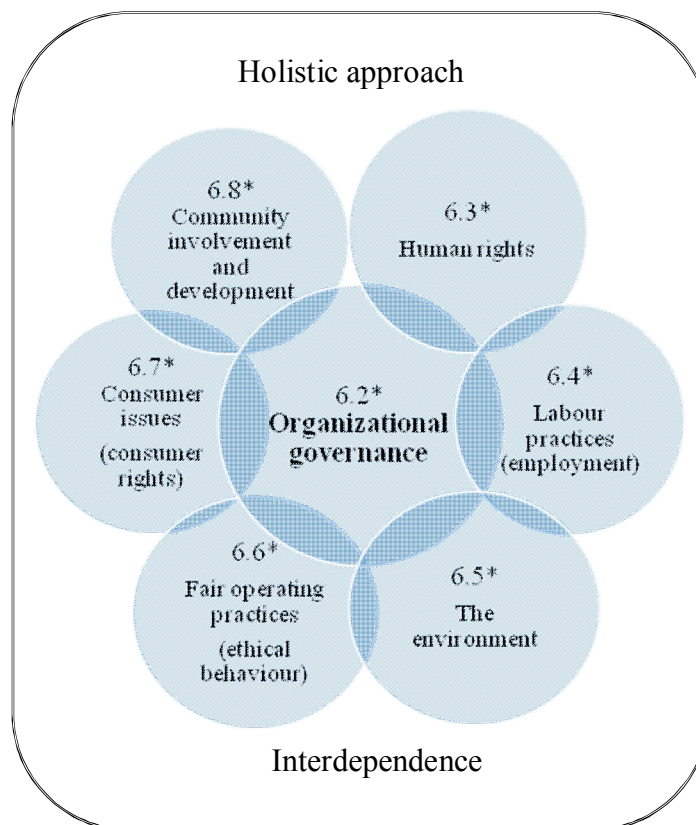 Holistic approach
6.8*
Community
involvement
and
development
6.3*
Human rights
6.7*
Consumer
issues
(consumer
rights)
6.2*
Organizational
governance
6.4*
Labour
practices
(employment)
6.6*
Fair operating
practices
(ethical
behaviour)
6.5*
The
environment
Interdependence